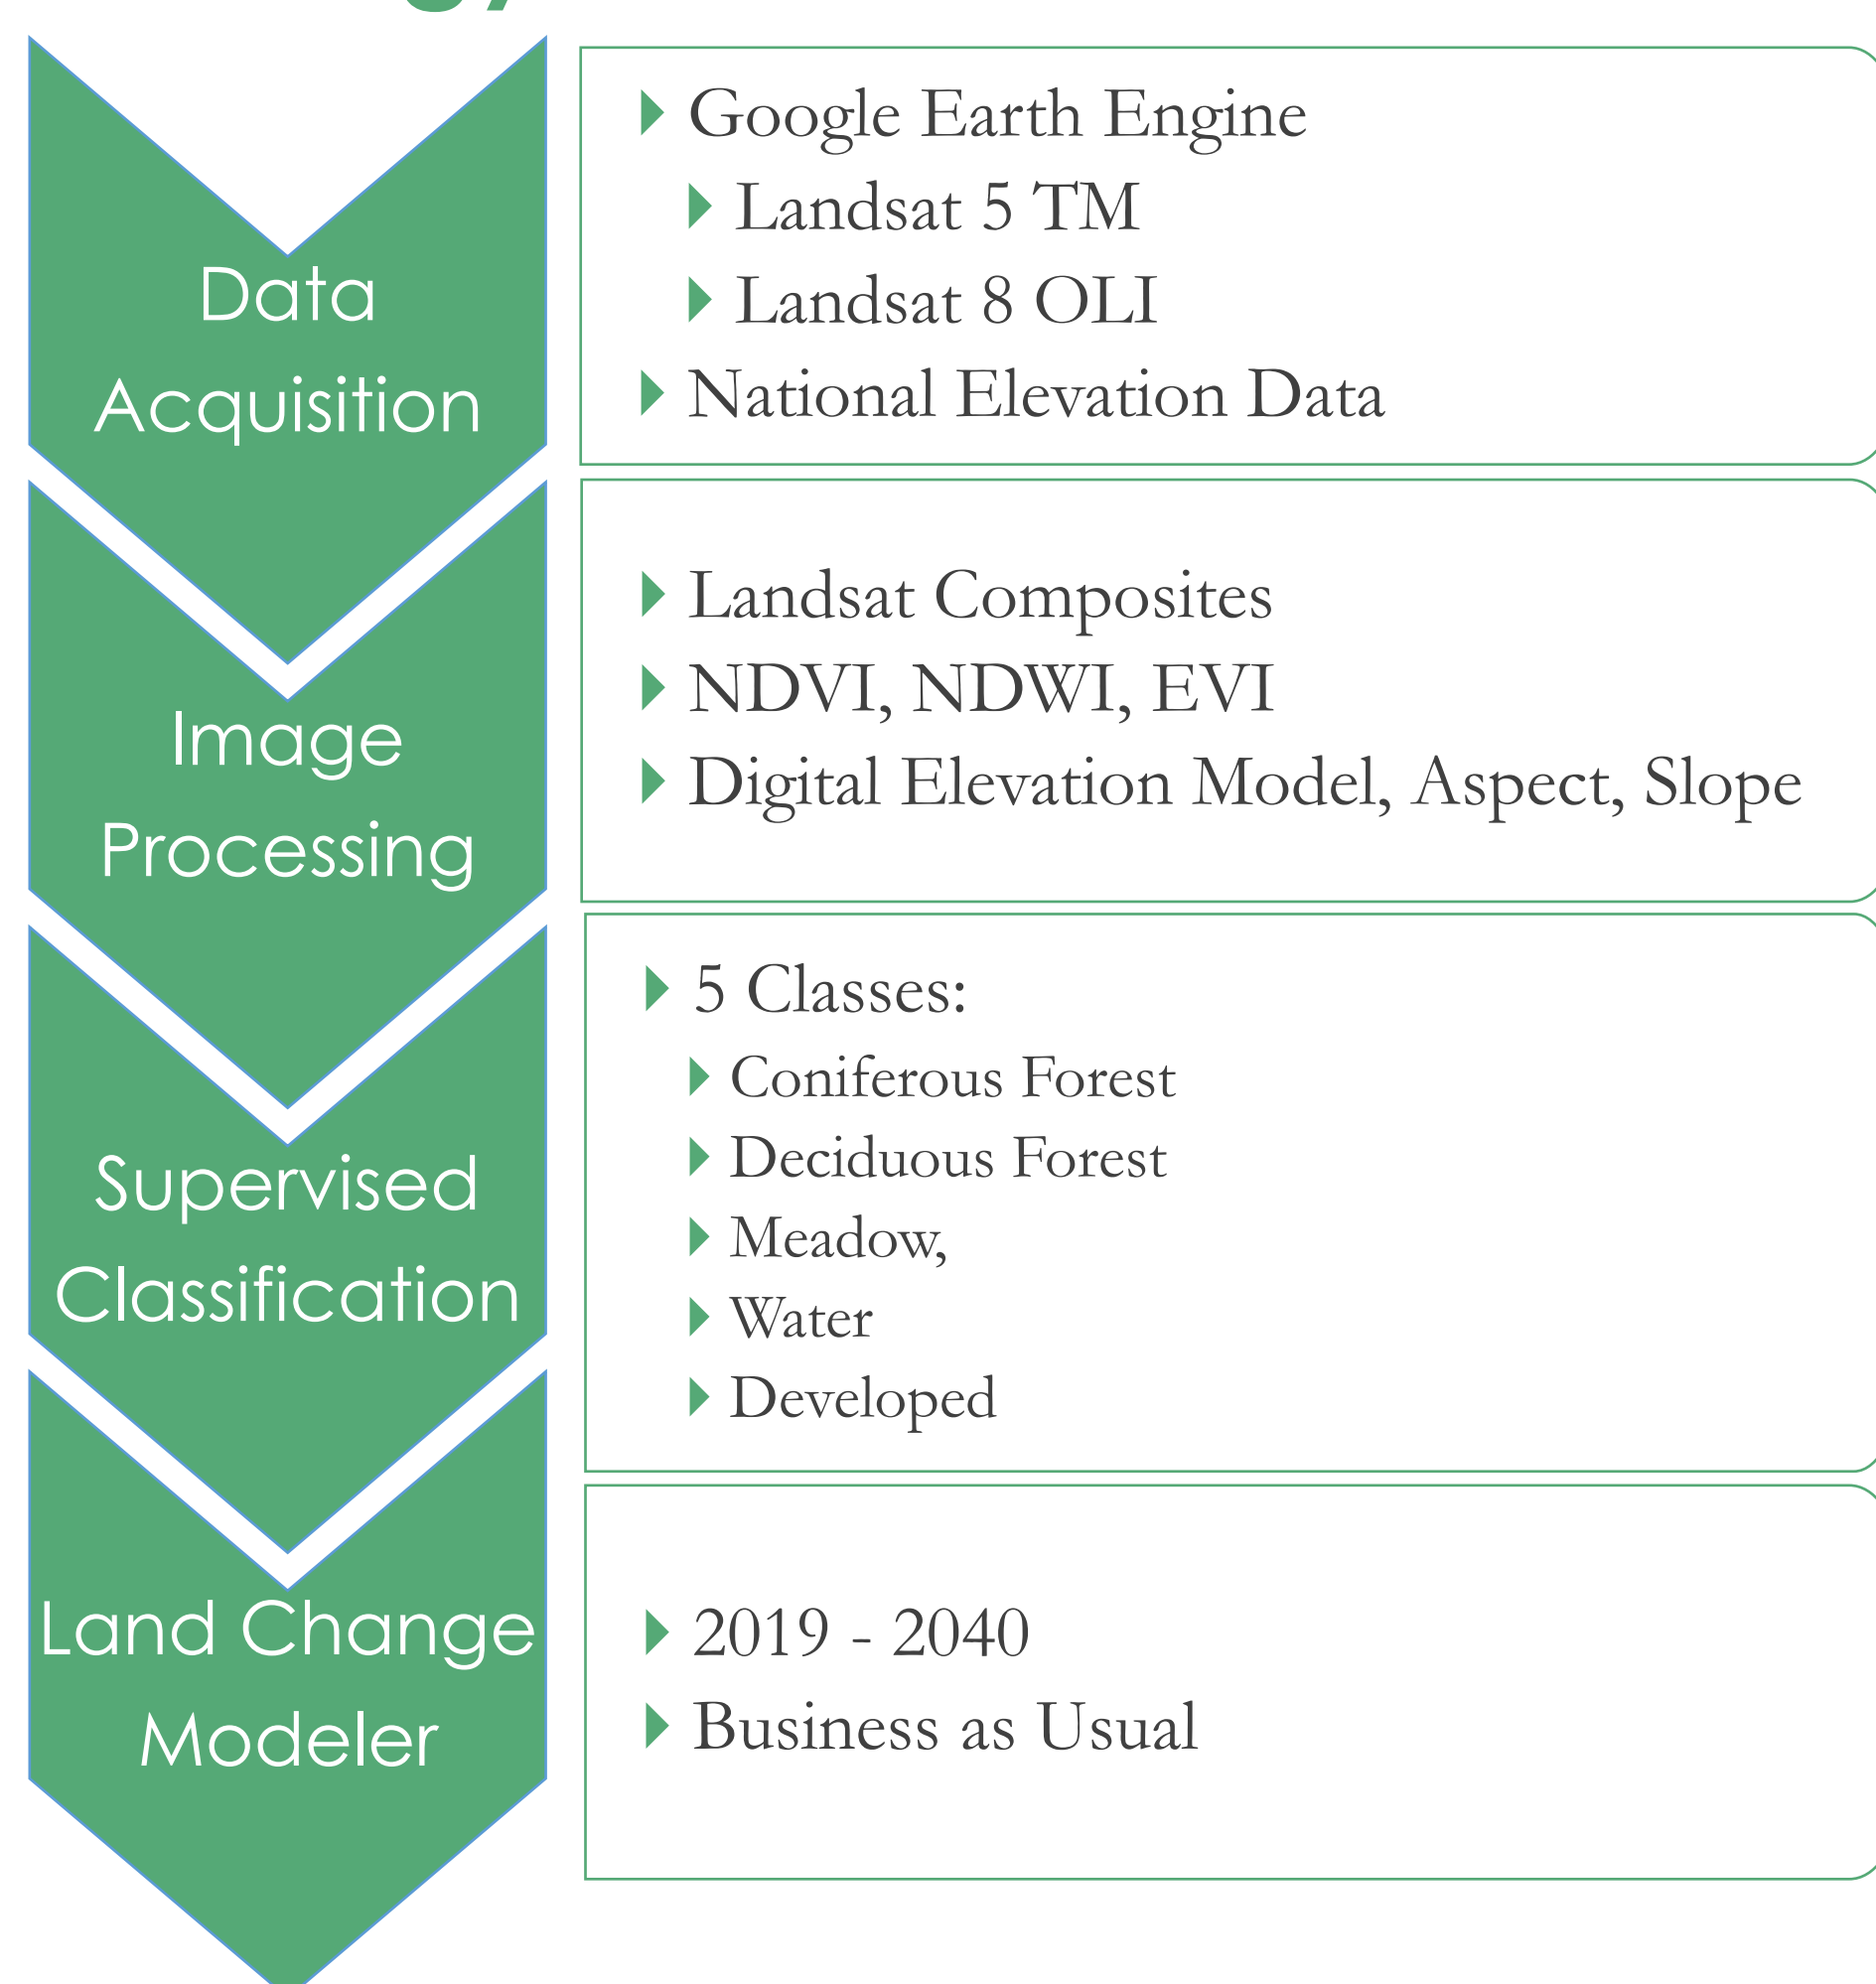 Data
Acquisition
Google Earth Engine
Landsat 5 TM
Landsat 8 OLI
National Elevation Data
Image
Processing
Landsat Composites
NDVI, NDWI, EVI
Digital Elevation Model, Aspect, Slope
Supervised
Classification
5 Classes:
Coniferous Forest
Deciduous Forest
Meadow,
Water
Developed
Land Change
Modeler
2019 - 2040
Business as Usual